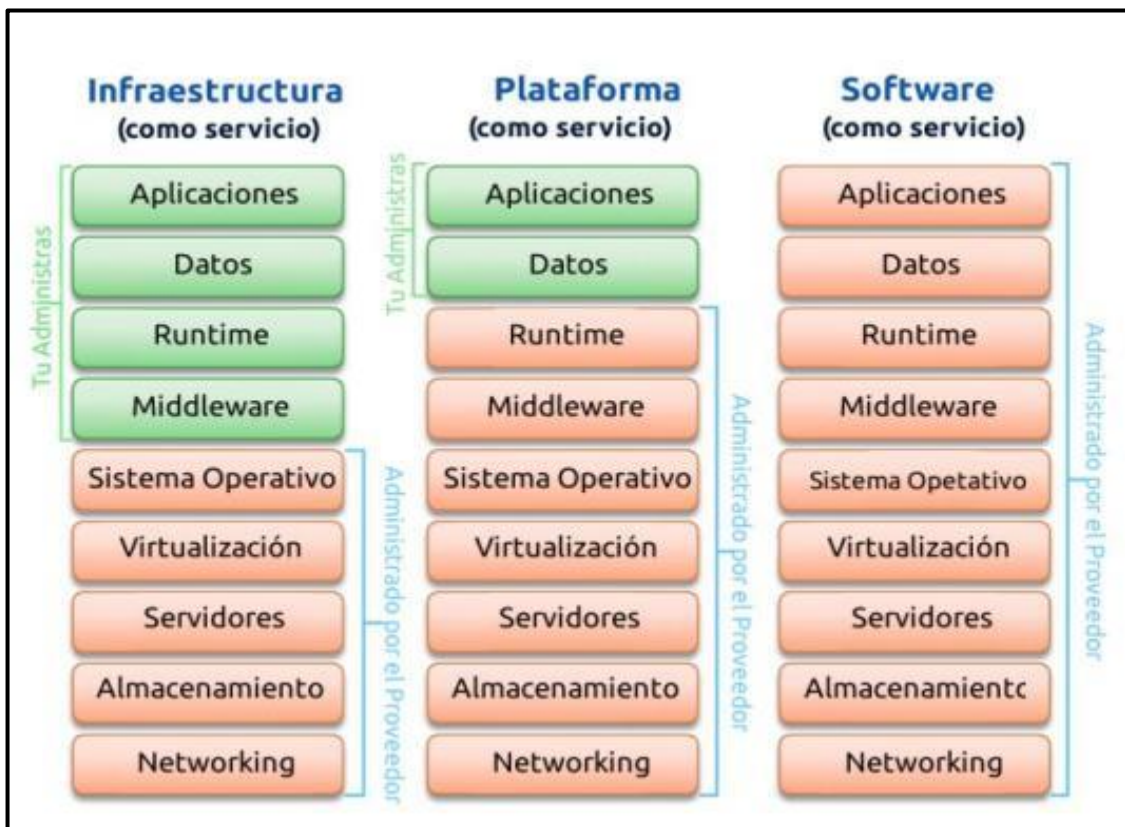 Infraestructura
(como servicio)
Tu Administras
Aplicaciones
Datos
Runtime
Middleware
Sistema Operativo
Virtualización
Servidores
Almacenamiento
Networking
Administrado por el Proveedor
Plataforma
(como servicio)
Tu Administras
Aplicaciones
Datos
Runtime
Middleware
Sistema Operativo
Virtualización
Servidores
Almacenamiento
Networking
Administrado por el Proveedor
Software
(como servicio)
Aplicaciones
Datos
Runtime
Middleware
Sistema Opetativo
Virtualización
Servidores
Almacenamientc
Networking
Administrado por el Proveedor